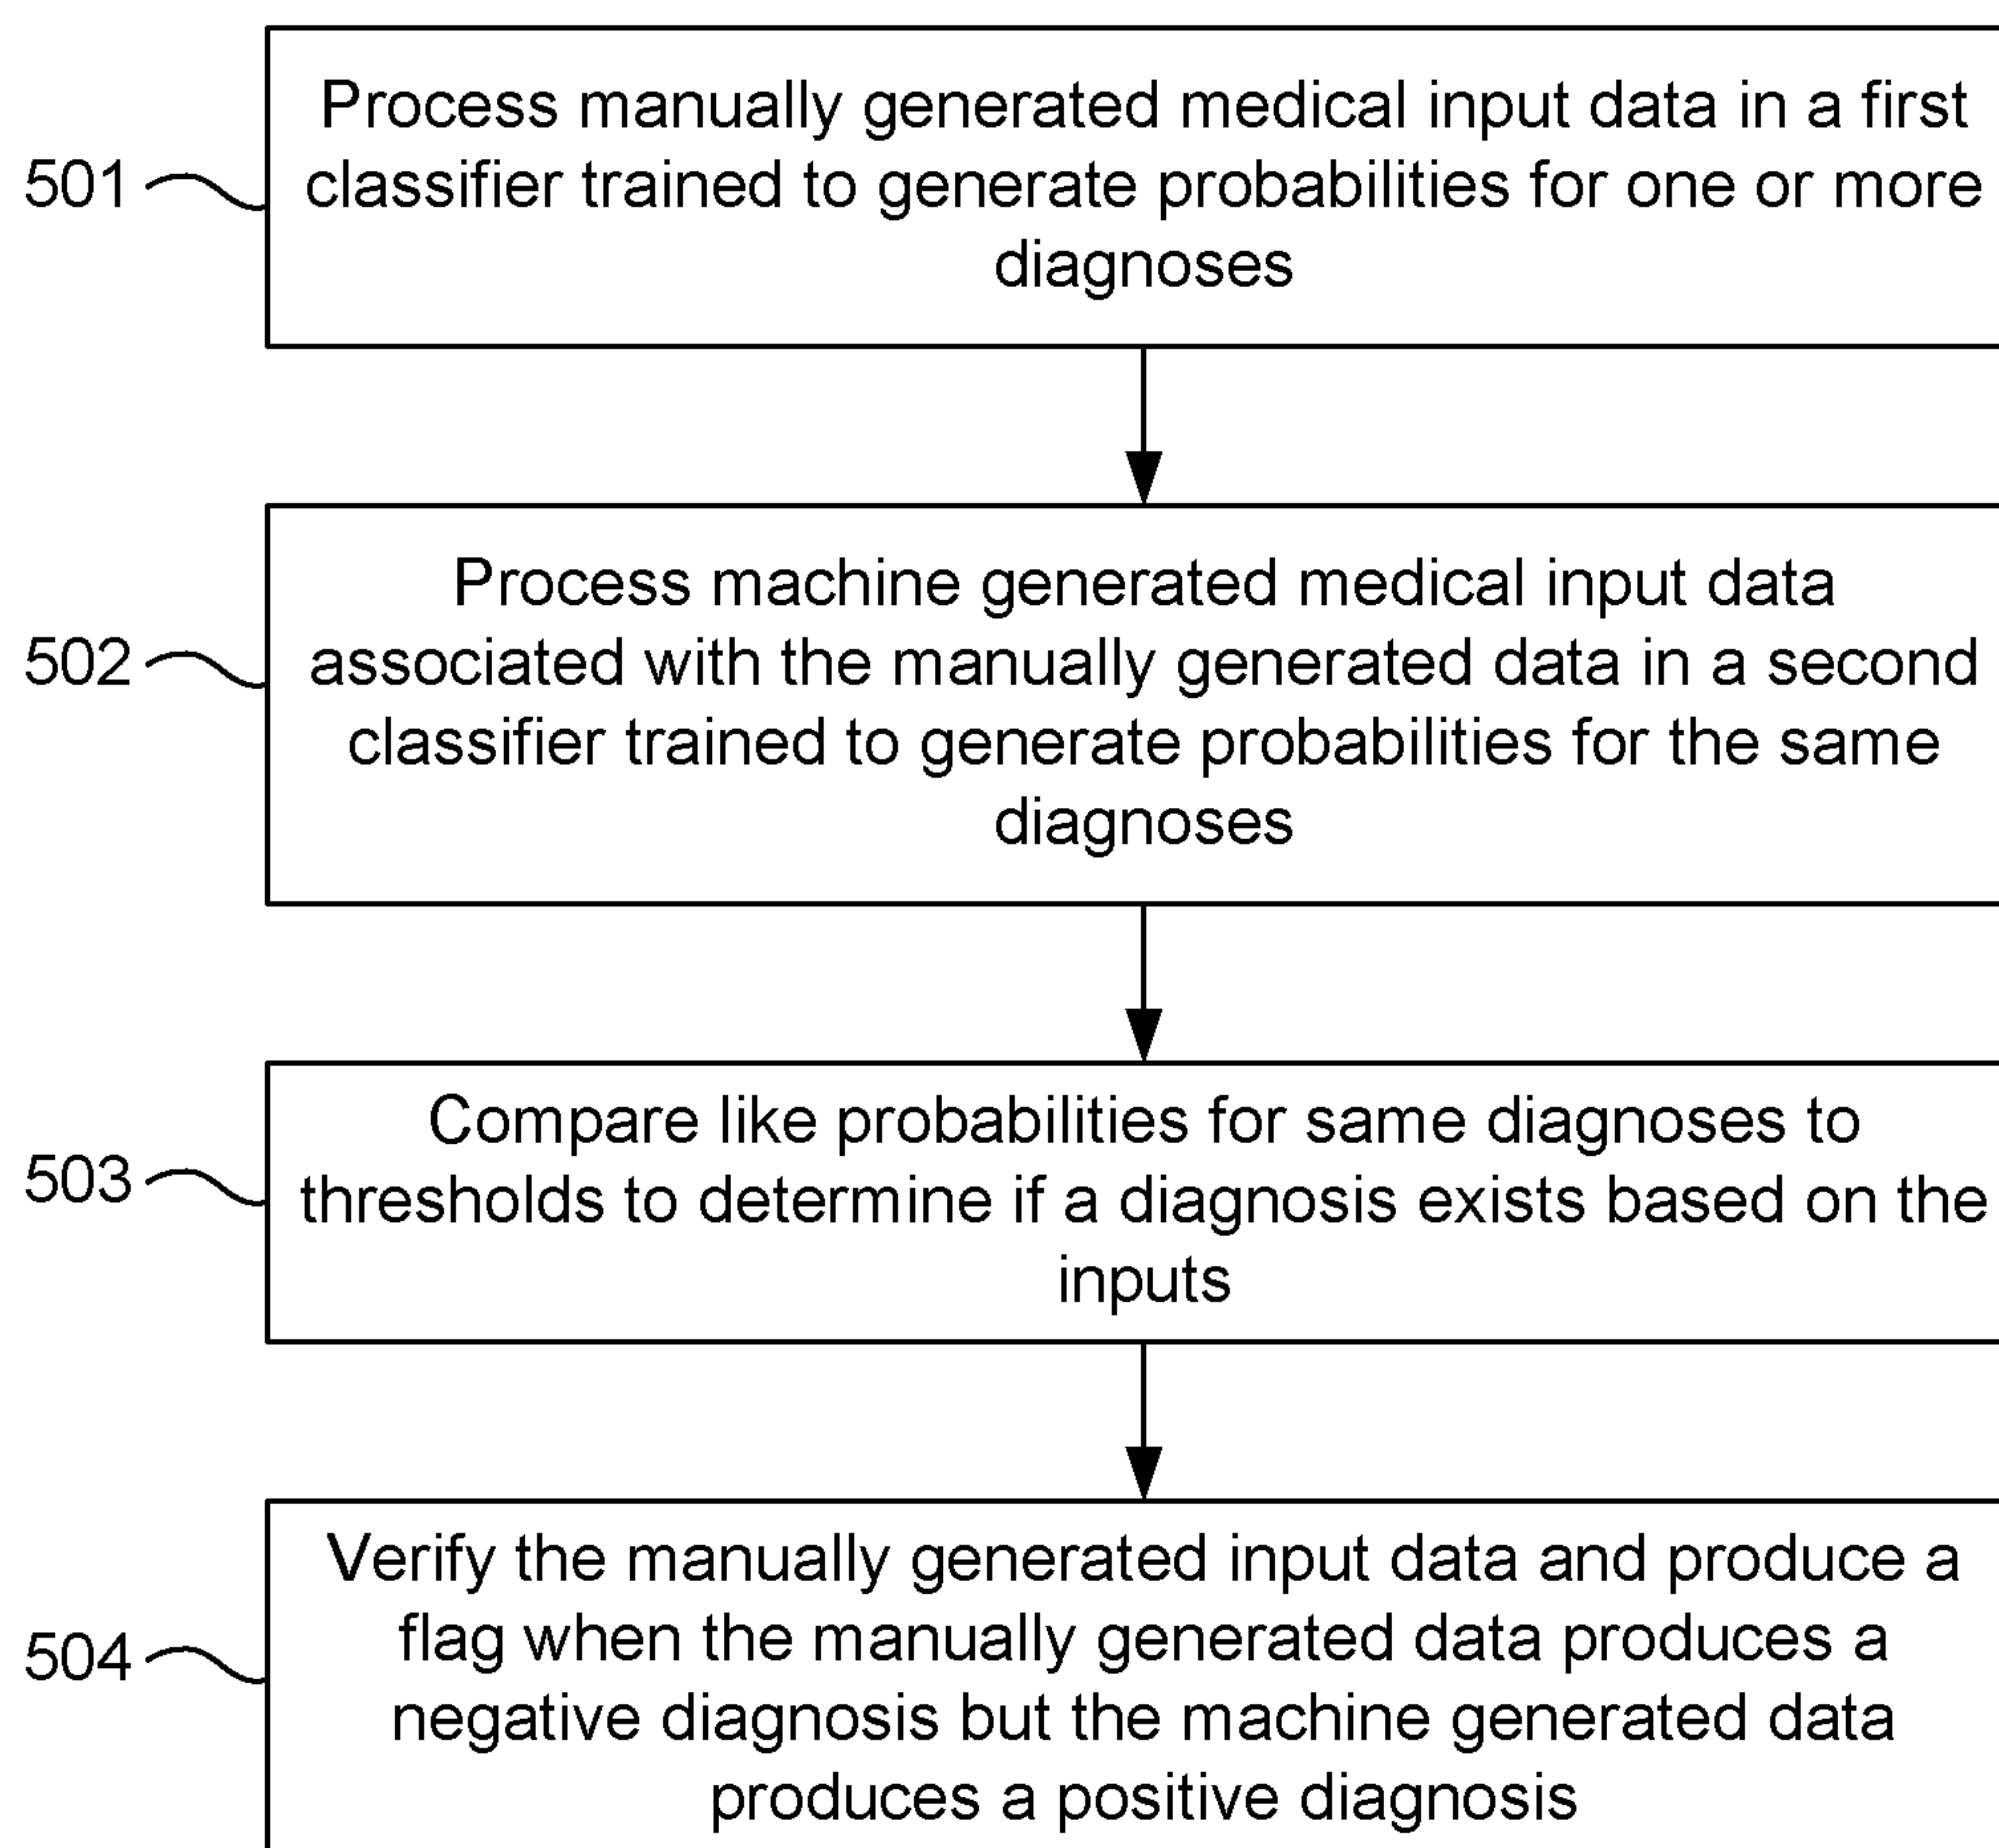 Process manually generated medical input data in a first
501
classifier trained to generate probabilities for one or more
diagnoses
Process machine generated medical input data
502
associated with the manually generated data in a second
classifier trained to generate probabilities for the same
diagnoses
Compare like probabilities for same diagnoses to
503
thresholds to determine if a diagnosis exists based on the
inputs
Verify the manually generated input data and produce a
504
flag when the manually generated data produces a
negative diagnosis but the machine generated data
produces a positive diagnosis